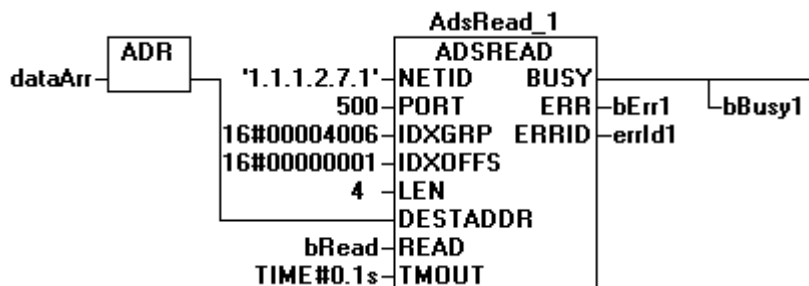 AdsRead_1
ADR
ADSREAD
dataArr
'1.1.1.2.7.1' NETID BUSY
500 PORT ERR bErr1 bBusy1
16#00004006 IDXGRP ERRID errId1
16#00000001 IDXOFFS
4 LEN
DESTADDR
bRead READ
TIME#0.1s TMOUT